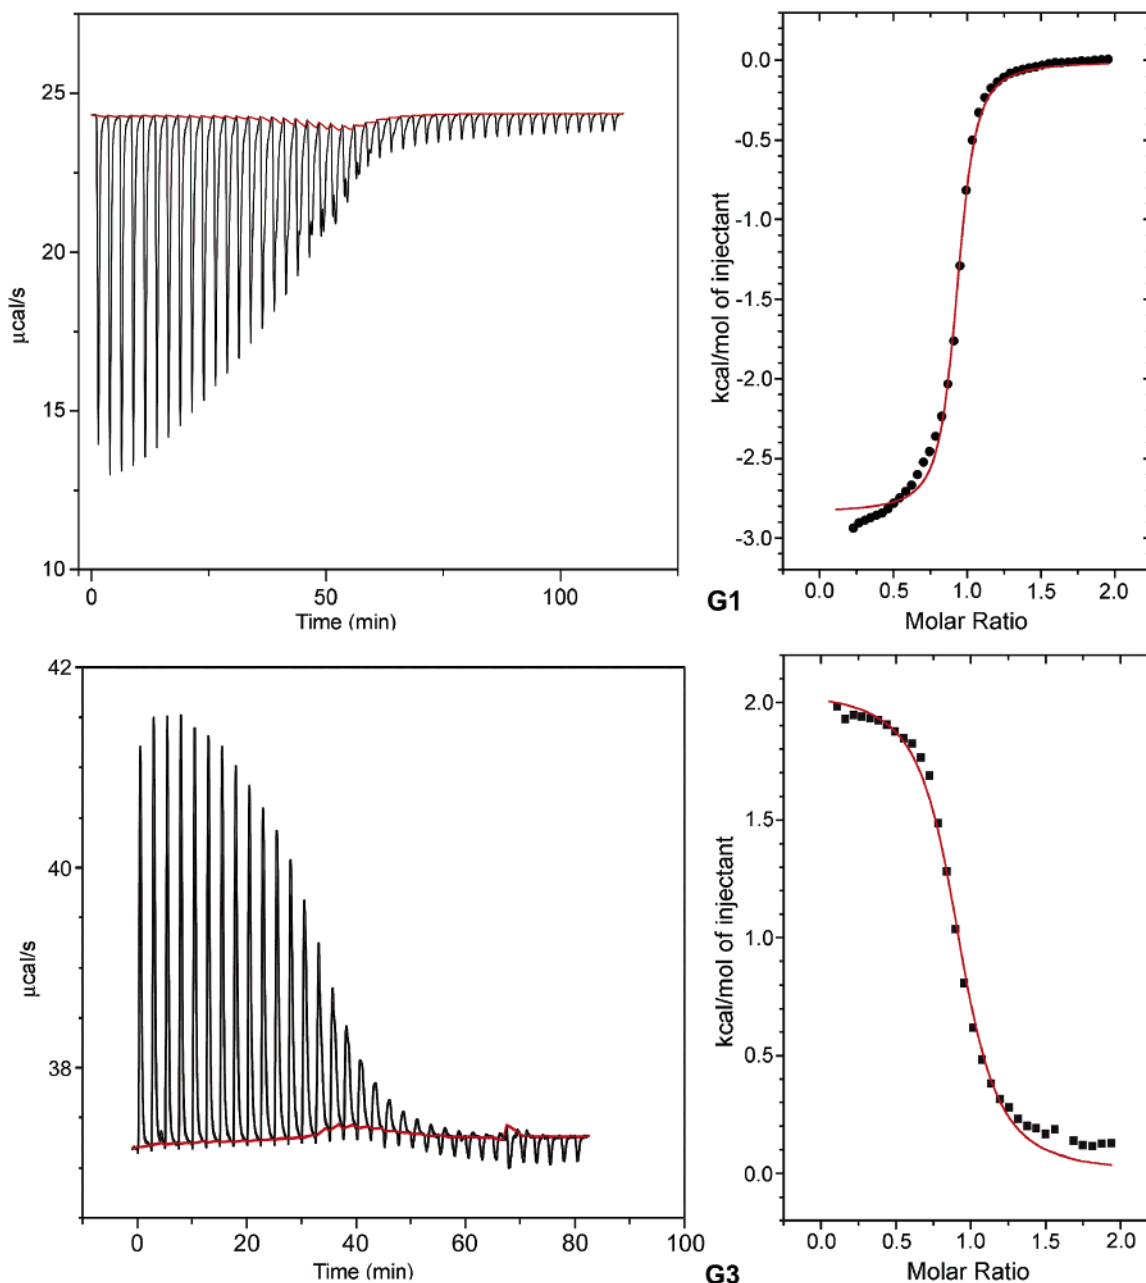 25
20
15
10
μcal/s
0
50
100
Time (min)
0.0
-0.5
-1.0
-1.5
-2.0
-2.5
-3.0
kcal/mol of injectant
0.0 0.5 1.0 1.5 2.0
Molar Ratio
G1
42
40
38
μcal/s
0 20 40 60 80 100
Time (min)
2.0
1.5
1.0
0.5
0.0
kcal/mol of injectant
0.0 0.5 1.0 1.5 2.0
Molar Ratio
G3